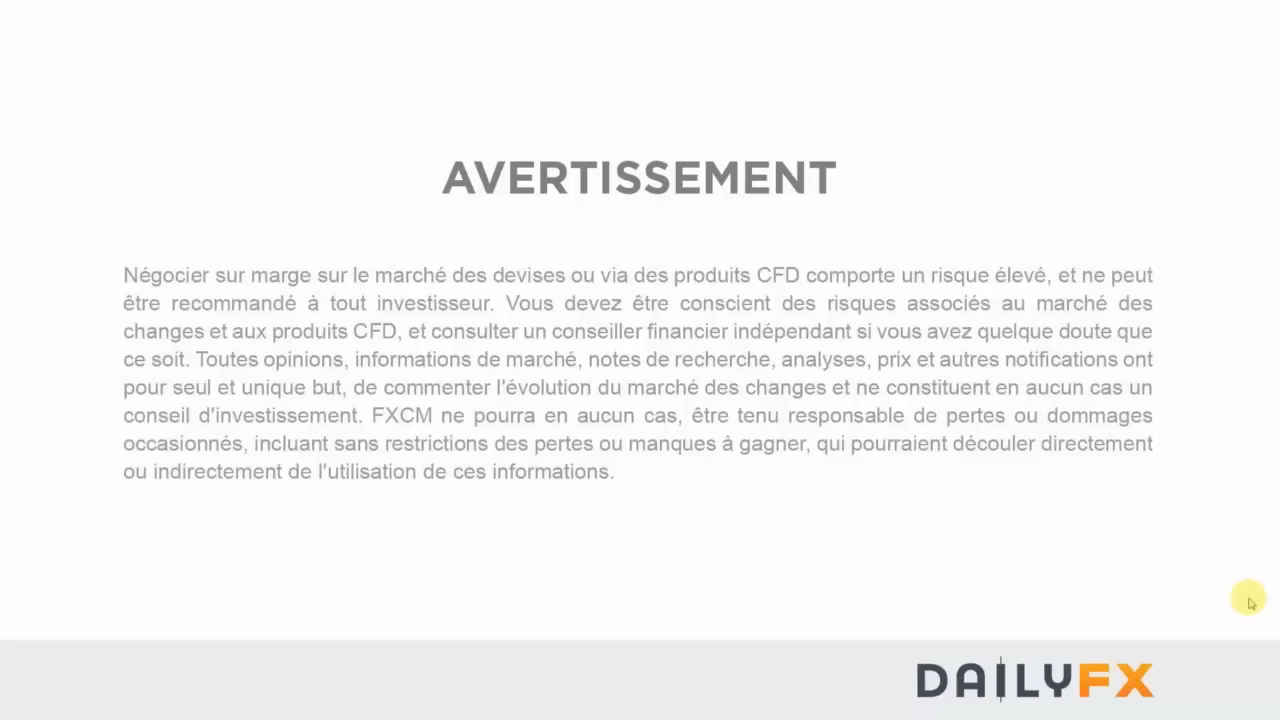 AVERTISSEMENT
Négocier sur marge sur le marché des devises ou via des produits CFD comporte un risque élevé, et ne peut
être recommandé à tout investisseur. Vous devez être conscient des risques associés au marché des
changes et aux produits CFD, et consulter un conseiller financier indépendant si vous avez quelque doute que
ce soit. Toutes opinions, informations de marché, notes de recherche, analyses, prix et autres notifications ont
pour seul et unique but, de commenter l'évolution du marché des changes et ne constituent en aucun cas un
conseil d'investissement. FXCM ne pourra en aucun cas, être tenu responsable de pertes ou dommages
occasionnés, incluant sans restrictions des pertes ou manques à gagner, qui pourraient découler directement
ou indirectement de l'utilisation de ces informations.
DAILYFX